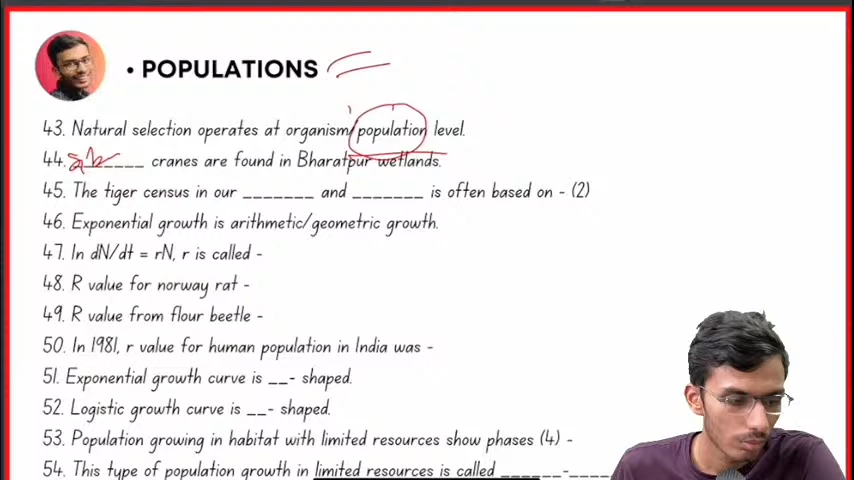 • POPULATIONS
43. Natural selection operates at organism/population level.
44. _______ cranes are found in Bharatpur wetlands.
45. The tiger census in our _______ and _______ is often based on - (2)
46. Exponential growth is arithmetic/geometric growth.
47. In dN/dt = rN, r is called -
48. R value for norway rat -
49. R value from flour beetle -
50. In 1981, r value for human population in India was -
51. Exponential growth curve is __- shaped.
52. Logistic growth curve is __- shaped.
53. Population growing in habitat with limited resources show phases (4) -
54. This type of population growth in limited resources is called ______-____